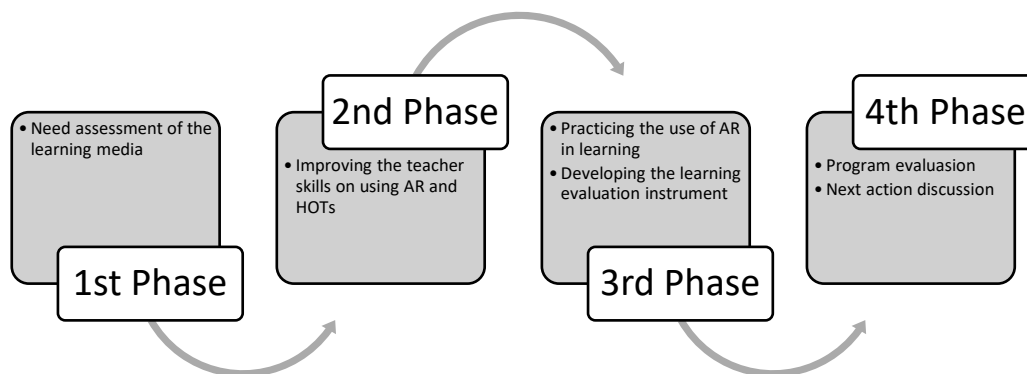 • Need assessment of the
learning media
1st Phase
2nd Phase
• Improving the teacher
skills on using AR and
HOTs
• Practicing the use of AR
in learning
• Developing the learning
evaluation instrument
3rd Phase
4th Phase
• Program evaluasion
• Next action discussion